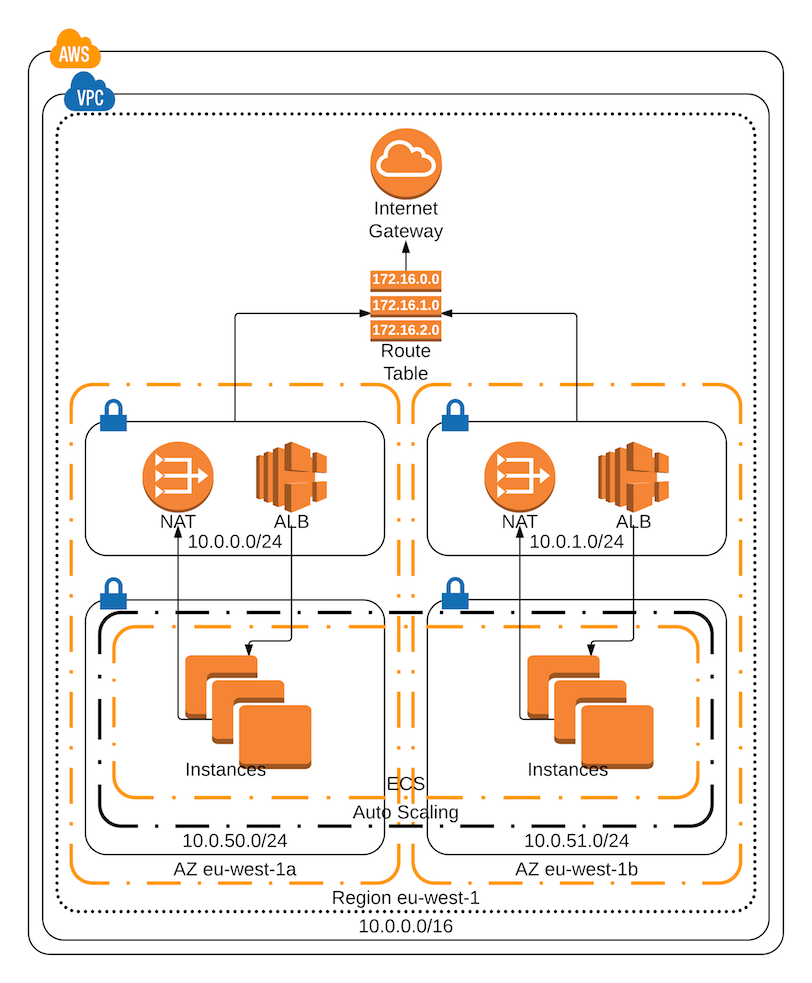 AWS
VPC
Internet
Gateway
172.16.0.0
172.16.1.0
172.16.2.0
Route
Table
NAT
ALB
10.0.0.0/24
NAT
ALB
10.0.1.0/24
Instances
Instances
ECS
Auto Scaling
10.0.50.0/24
10.0.51.0/24
AZ eu-west-1a
AZ eu-west-1b
Region eu-west-1
10.0.0.0/16